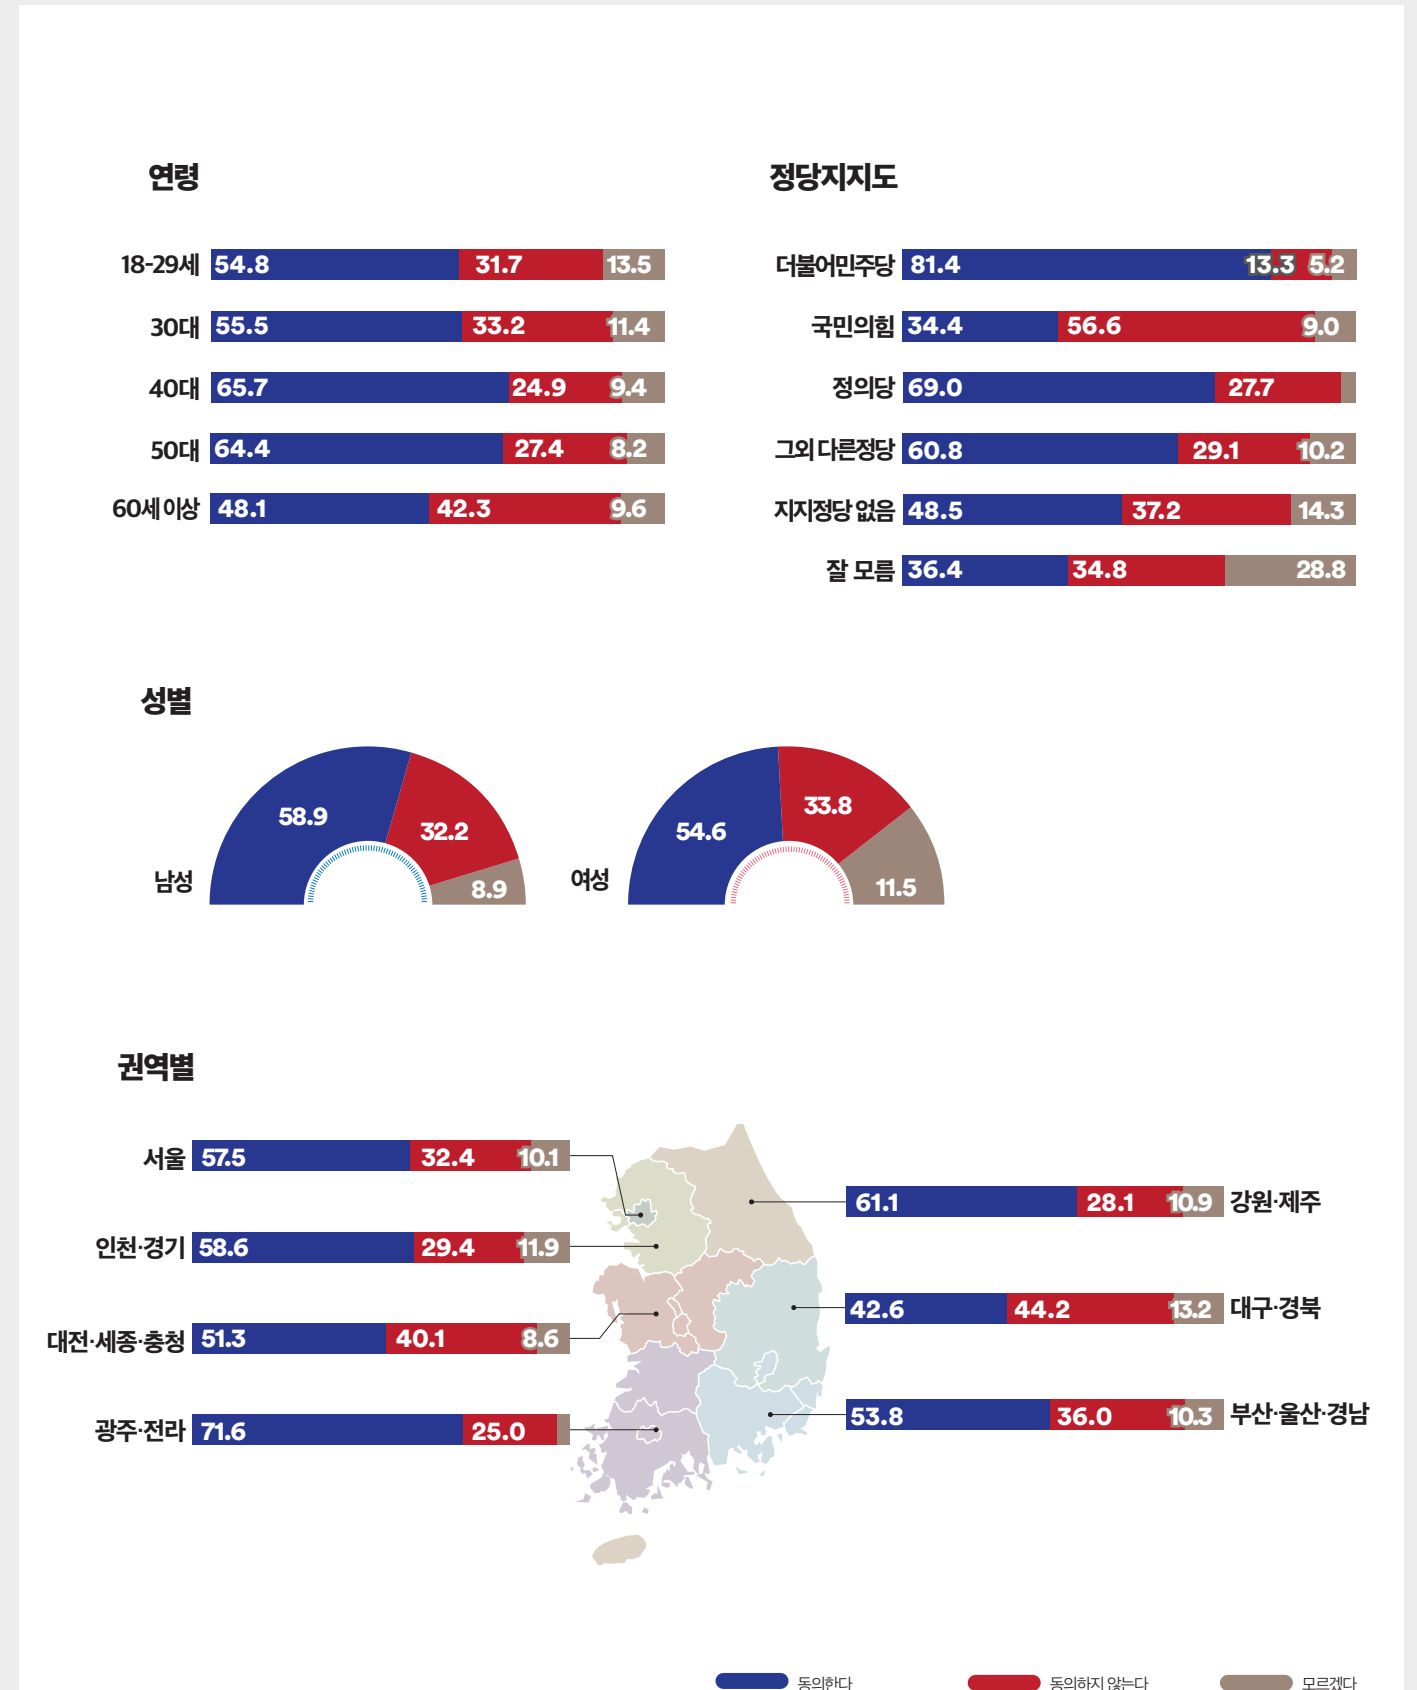 연령
18-29세 54.8 31.7 13.5
30대 55.5 33.2 11.4
40대 65.7 24.9 9.4
50대 64.4 27.4 8.2
60세 이상 48.1 42.3 9.6
정당지지도
더불어민주당 81.4 13.3 5.2
국민의힘 34.4 56.6 9.0
정의당 69.0 27.7
그외 다른정당 60.8 29.1 10.2
지지정당 없음 48.5 37.2 14.3
잘 모름 36.4 34.8 28.8
성별
남성 58.9 32.2 8.9
여성 54.6 33.8 11.5
권역별
서울 57.5 32.4 10.1
인천·경기 58.6 29.4 11.9
대전·세종·충청 51.3 40.1 8.6
광주·전라 71.6 25.0
61.1 28.1 10.9 강원·제주
42.6 44.2 13.2 대구·경북
53.8 36.0 10.3 부산·울산·경남
동의한다 동의하지 않는다 모르겠다